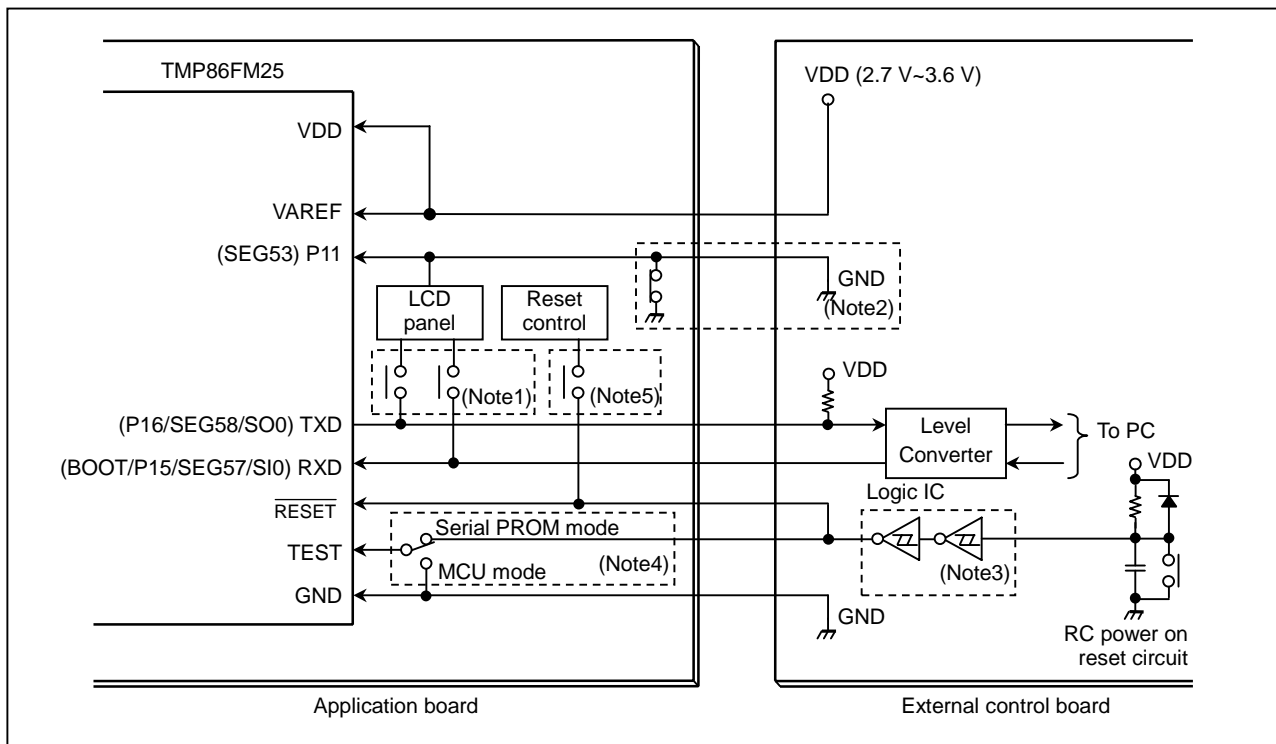 TMP86FM25
VDD (2.7 V~3.6 V)
VDD
VAREF
(SEG53) P11
GND
(Note2)
LCD
panel
Reset
control
(Note1)
(Note5)
VDD
(P16/SEG58/SO0) TXD
Level
Converter
To PC
(BOOT/P15/SEG57/SI0) RXD
VDD
Logic IC
RESET
Serial PROM mode
TEST
(Note4)
(Note3)
MCU mode
GND
GND
RC power on
reset circuit
Application board
External control board